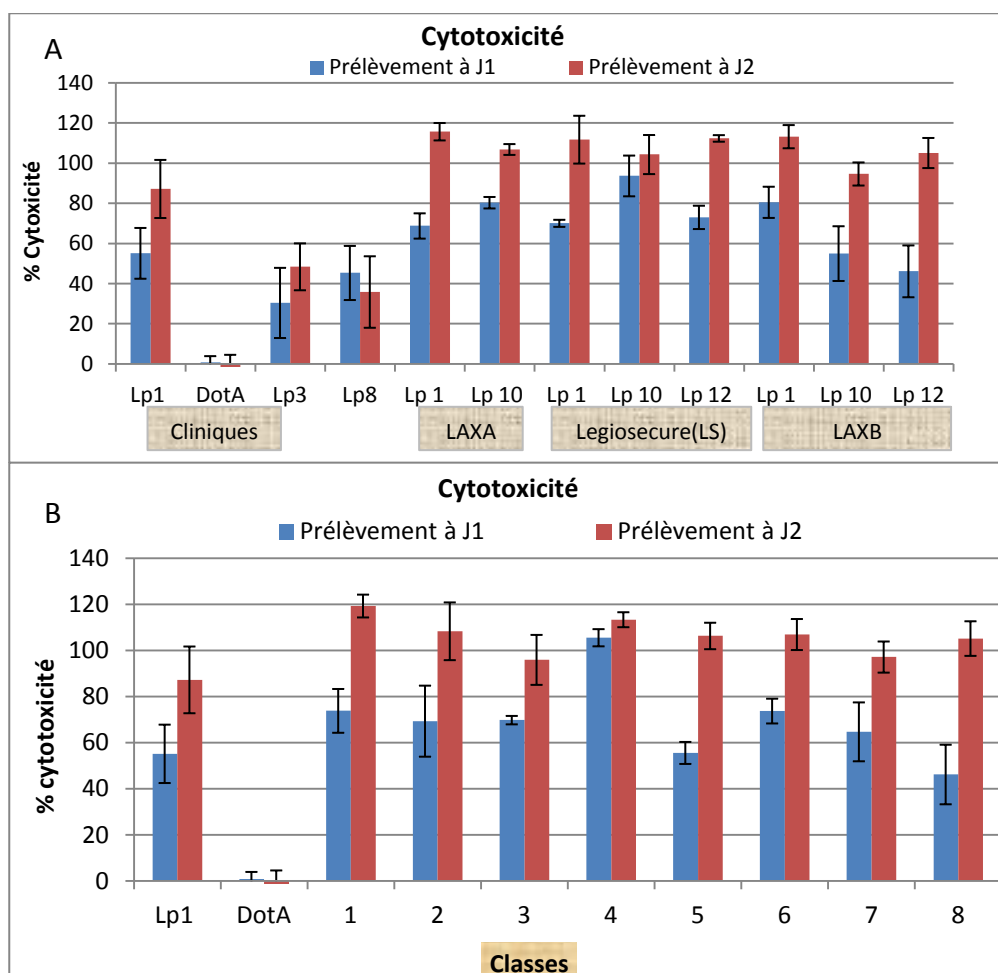 A
Cytotoxicité
Prélèvement à J1 Prélèvement à J2
% Cytotoxicité
140
120
100
80
60
40
20
0
Lp1 DotA Lp3 Lp8 Lp 1 Lp 10 Lp 1 Lp 10 Lp 12 Lp 1 Lp 10 Lp 12
Cliniques LAXA Legiosecure(LS) LAXB
B
Cytotoxicité
Prélèvement à J1 Prélèvement à J2
% cytotoxicité
140
120
100
80
60
40
20
0
Lp1 DotA 1 2 3 4 5 6 7 8
Classes